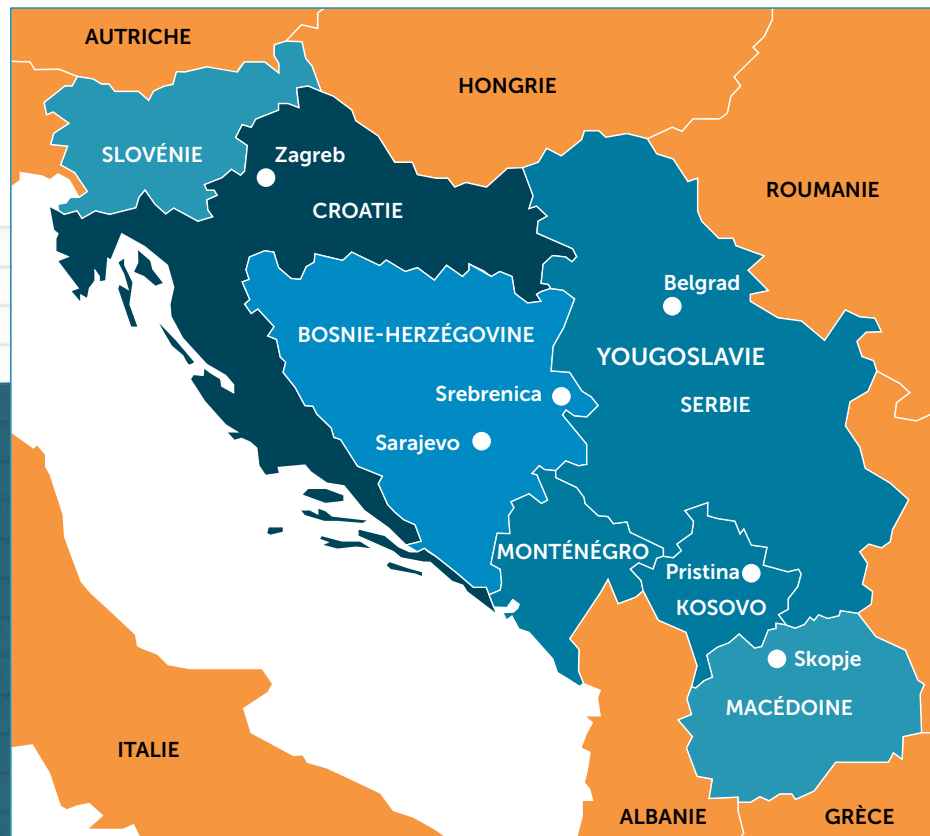 AUTRICHE
HONGRIE
SLOVÉNIE
Zagreb
ROUMANIE
CROATIE
Belgrad
BOSNIE-HERZÉGOVINE
YOUGOSLAVIE
Srebrenica
SERBIE
Sarajevo
MONTÉNÉGRO
Pristina
KOSOVO
Skopje
MACÉDOINE
ITALIE
ALBANIE
GRÈCE